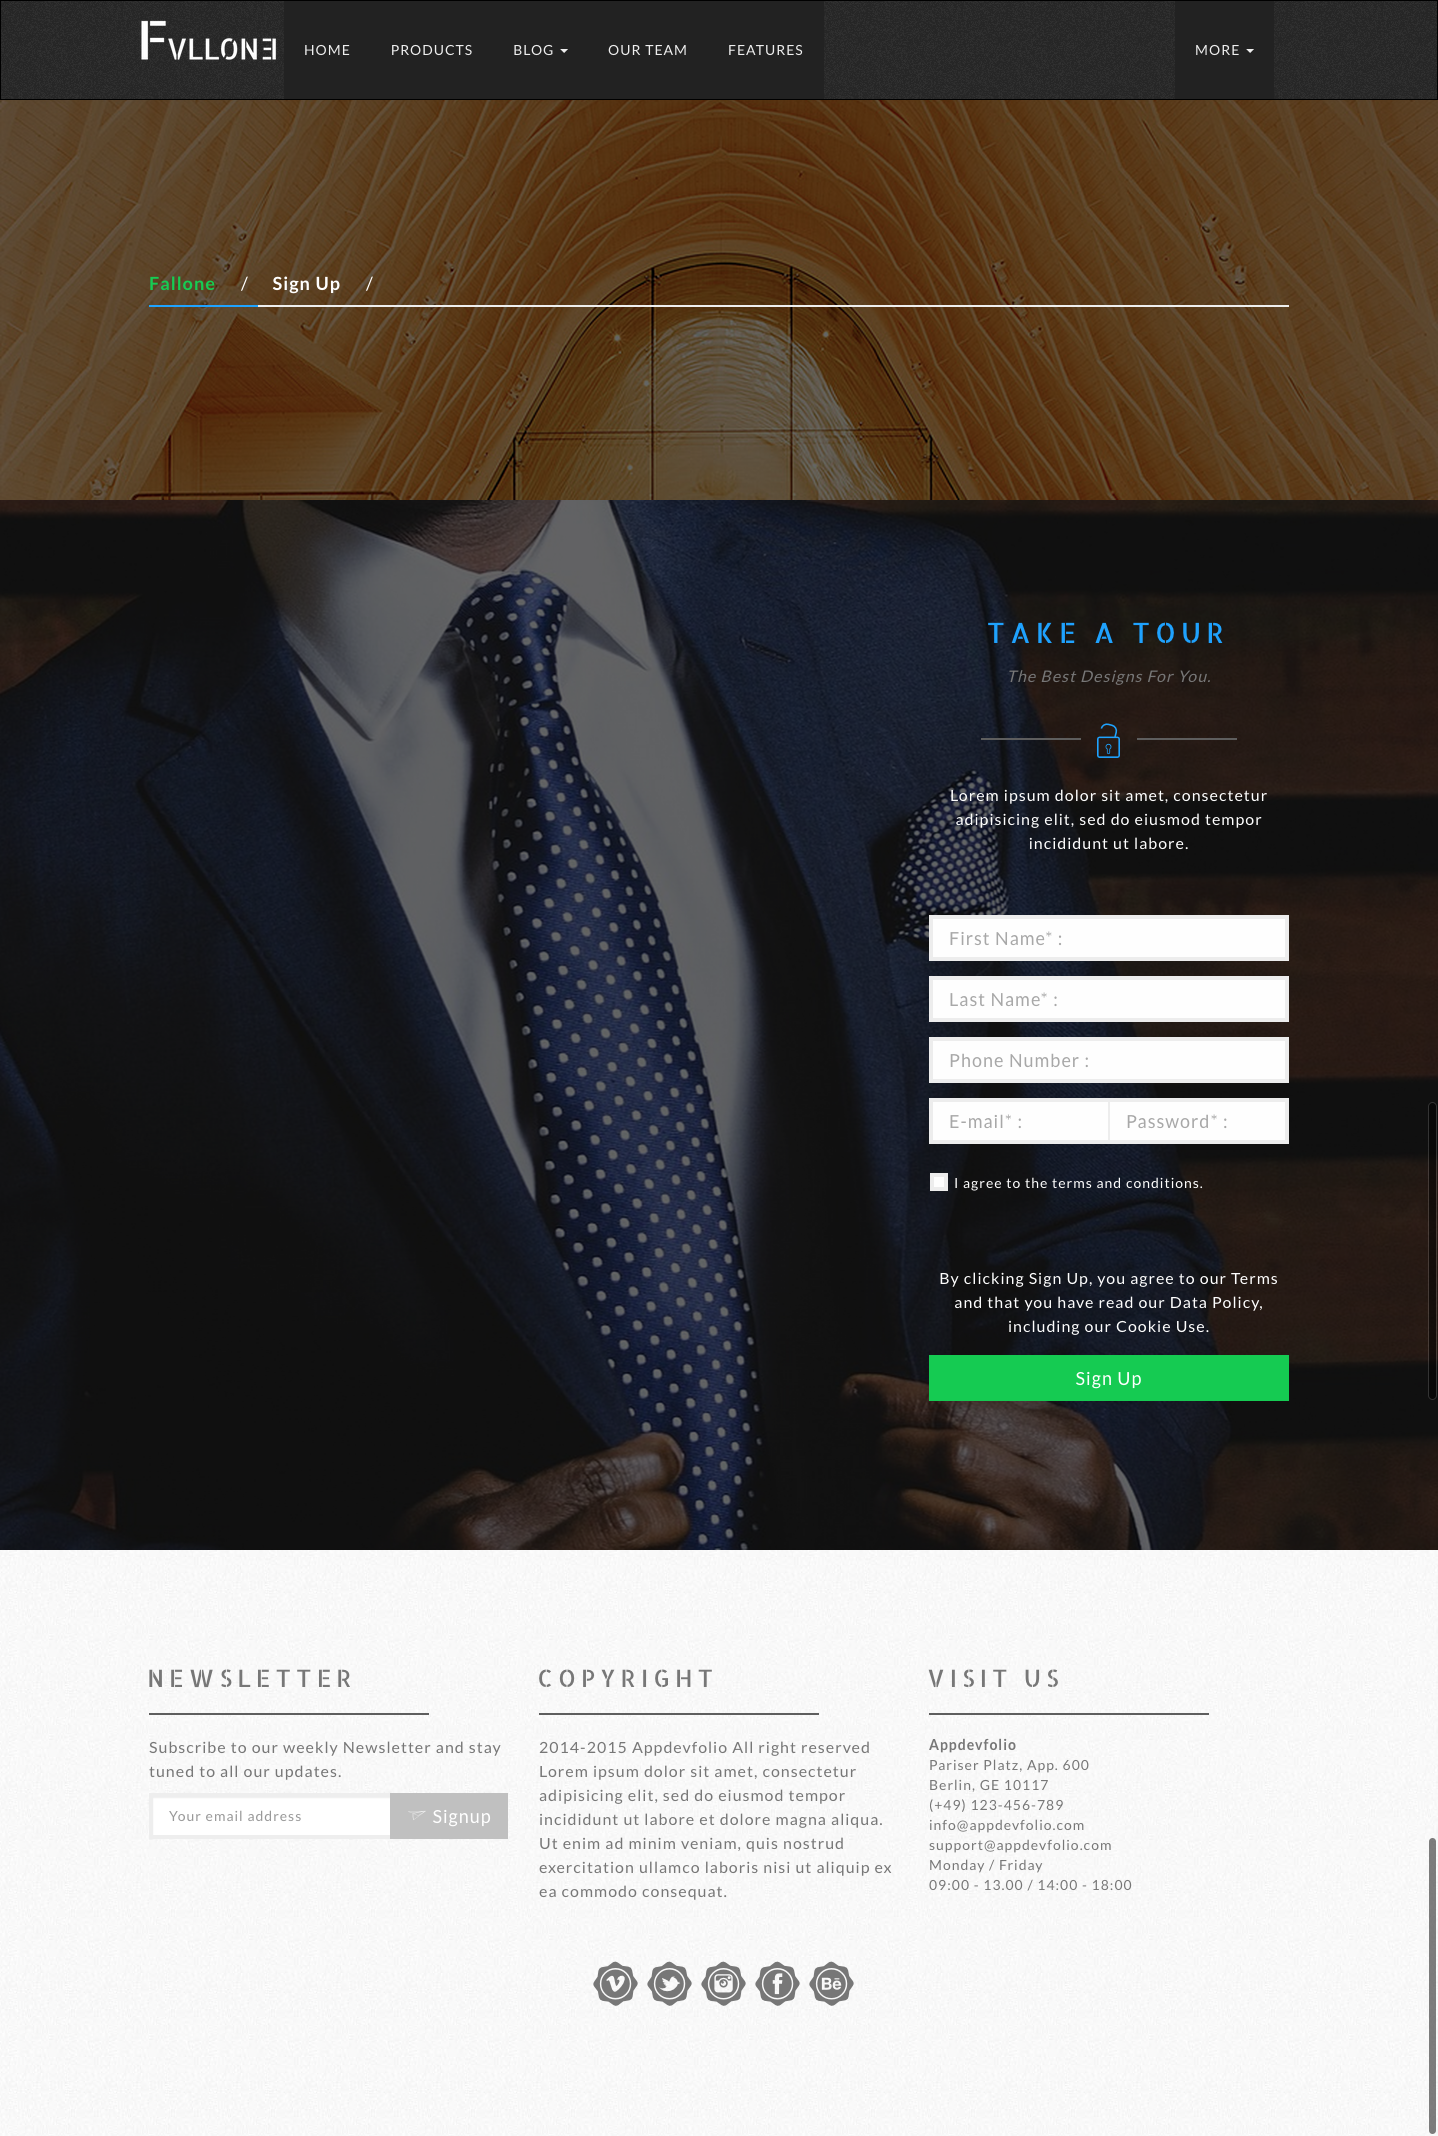 FALLONE
HOME PRODUCTS BLOG OUR TEAM FEATURES MORE
Fallone / Sign Up /
TAKE A TOUR
The Best Designs For You.
Lorem ipsum dolor sit amet, consectetur
adipisicing elit, sed do eiusmod tempor
incididunt ut labore.
First Name* :
Last Name* :
Phone Number :
E-mail* : Password* :
I agree to the terms and conditions.
By clicking Sign Up, you agree to our Terms
and that you have read our Data Policy,
including our Cookie Use.
Sign Up
NEWSLETTER
Subscribe to our weekly Newsletter and stay
tuned to all our updates.
Your email address Signup
COPYRIGHT
2014-2015 Appdevfolio All right reserved
Lorem ipsum dolor sit amet, consectetur
adipisicing elit, sed do eiusmod tempor
incididunt ut labore et dolore magna aliqua.
Ut enim ad minim veniam, quis nostrud
exercitation ullamco laboris nisi ut aliquip ex
ea commodo consequat.
VISIT US
Appdevfolio
Pariser Platz, App. 600
Berlin, GE 10117
(+49) 123-456-789
info@appdevfolio.com
support@appdevfolio.com
Monday / Friday
09:00 - 13.00 / 14:00 - 18:00
Bē